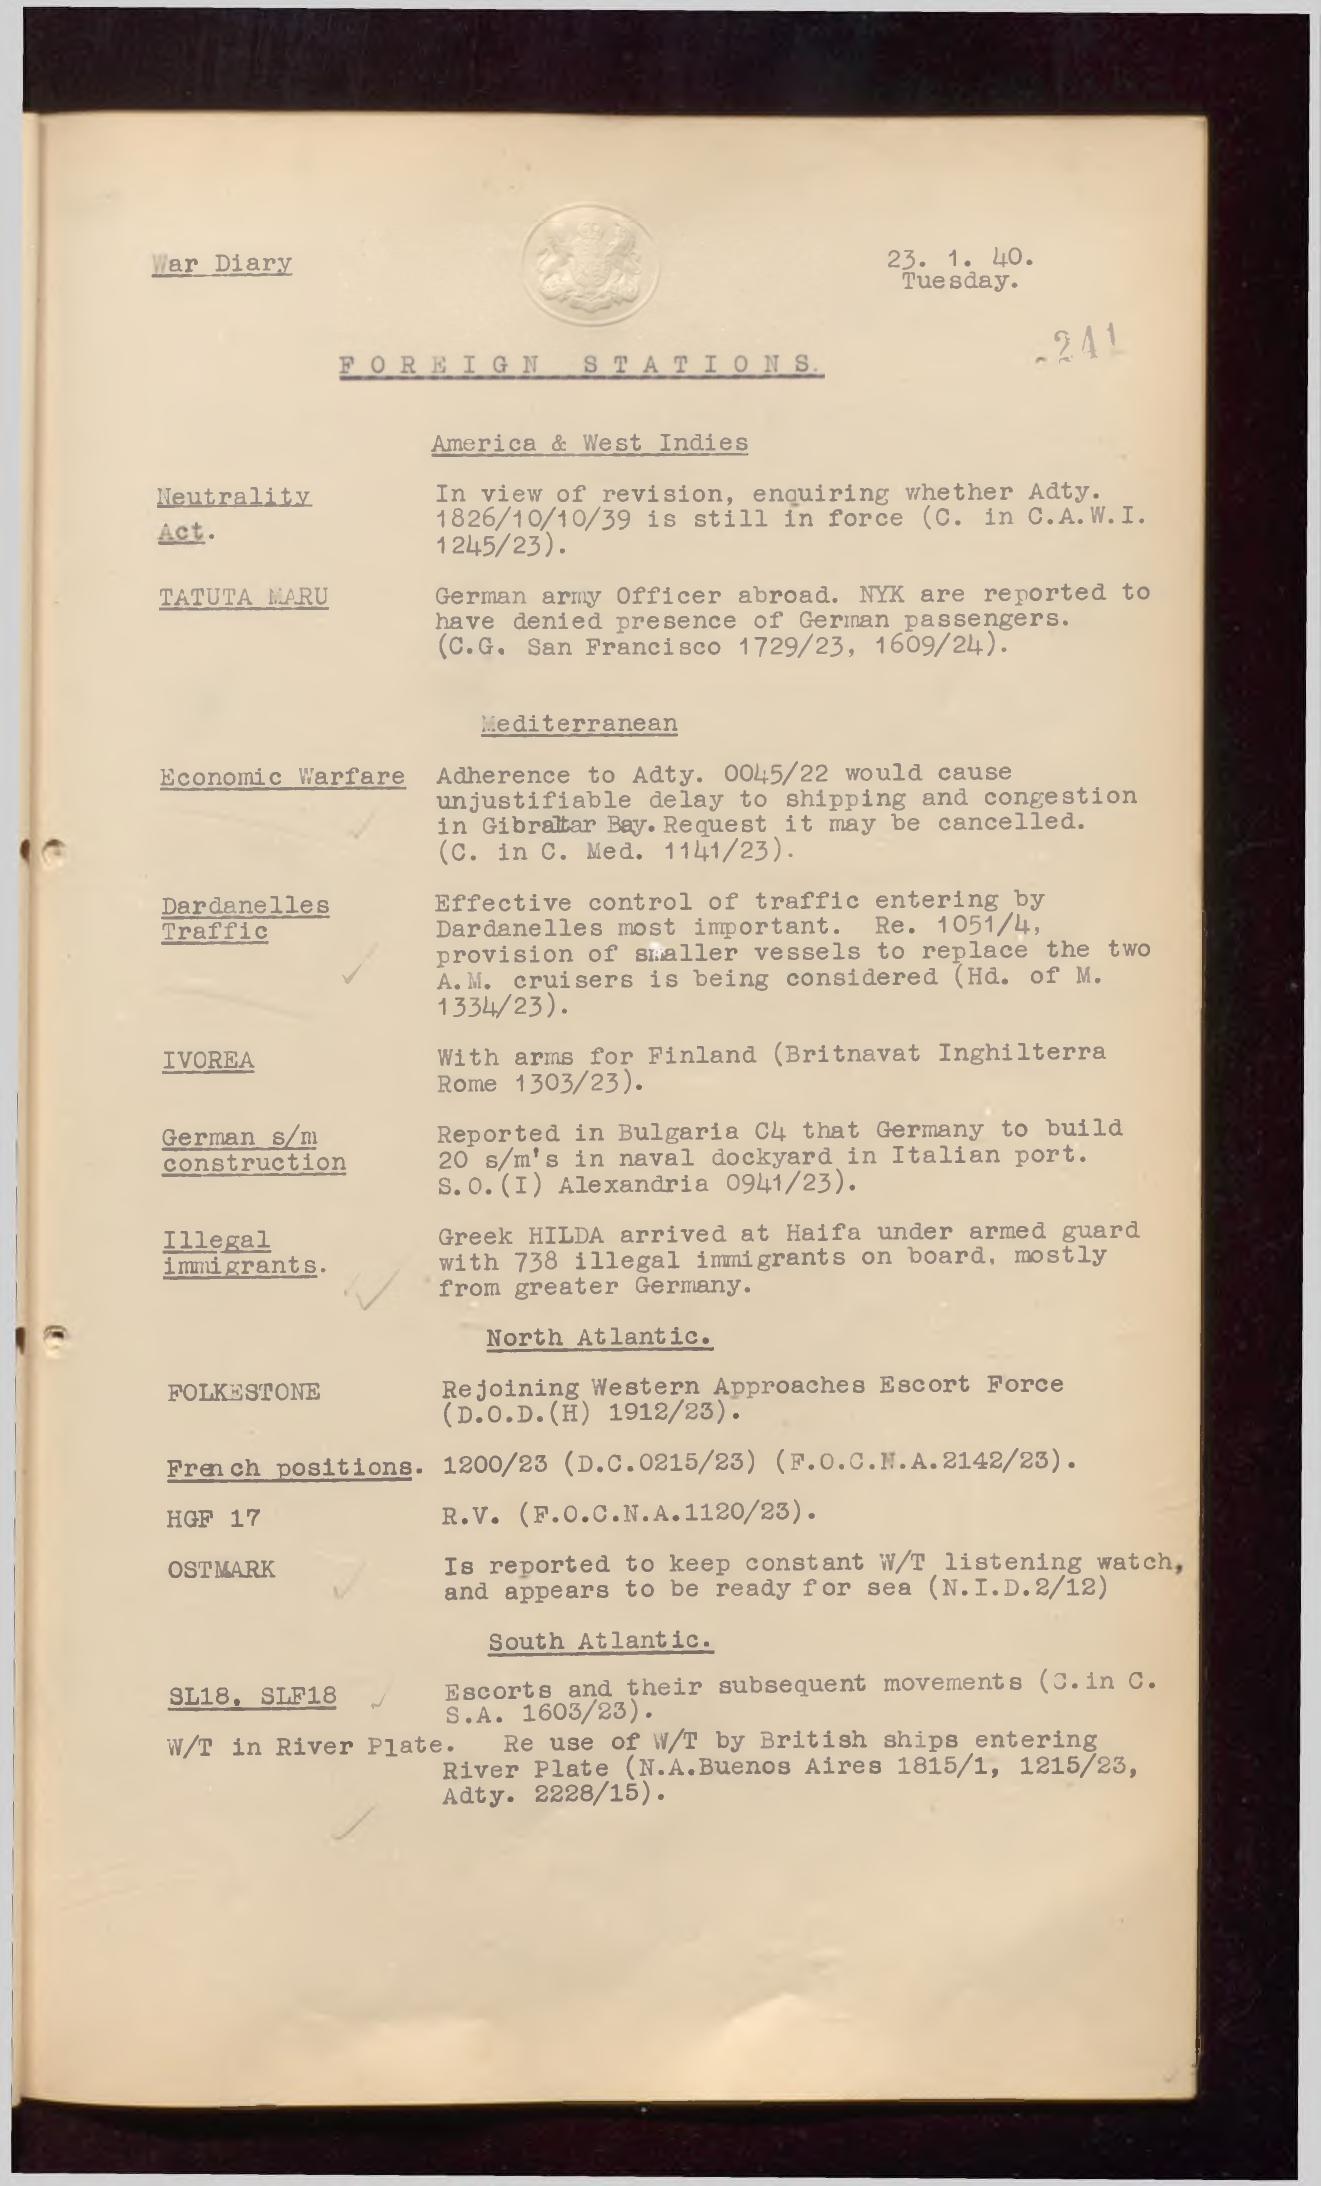 War Diary
23. 1. 40.
Tuesday.
241
FOREIGN STATIONS.
America & West Indies
Neutrality Act.
In view of revision, enquiring whether Adty.
1826/10/10/39 is still in force (C. in C.A.W.I.
1245/23).
TATUTA MARU
German army Officer abroad. NYK are reported to
have denied presence of German passengers.
(C.G. San Francisco 1729/23, 1609/24).
Mediterranean
Economic Warfare
Adherence to Adty. 0045/22 would cause
unjustifiable delay to shipping and congestion
in Gibraltar Bay. Request it may be cancelled.
(C. in C. Med. 1141/23).
Dardanelles
Traffic
Effective control of traffic entering by
Dardanelles most important. Re. 1051/4,
provision of smaller vessels to replace the two
A.M. cruisers is being considered (Hd. of M.
1334/23).
IVOREA
With arms for Finland (Britnavat Inghilterra
Rome 1303/23).
German s/m
construction
Reported in Bulgaria C4 that Germany to build
20 s/m's in naval dockyard in Italian port.
S.O.(I) Alexandria 0941/23).
Illegal
immigrants.
Greek HILDA arrived at Haifa under armed guard
with 738 illegal immigrants on board, mostly
from greater Germany.
North Atlantic.
FOLKESTONE
Rejoining Western Approaches Escort Force
(D.O.D.(H) 1912/23).
French positions. 1200/23 (D.C.0215/23) (F.O.C.N.A.2142/23).
HGF 17
R.V. (F.O.C.N.A.1120/23).
OSTMARK
Is reported to keep constant W/T listening watch,
and appears to be ready for sea (N.I.D.2/12)
South Atlantic.
SL18, SLF18
Escorts and their subsequent movements (C.in C.
S.A. 1603/23).
W/T in River Plate. Re use of W/T by British ships entering
River Plate (N.A.Buenos Aires 1815/1, 1215/23,
Adty. 2228/15).